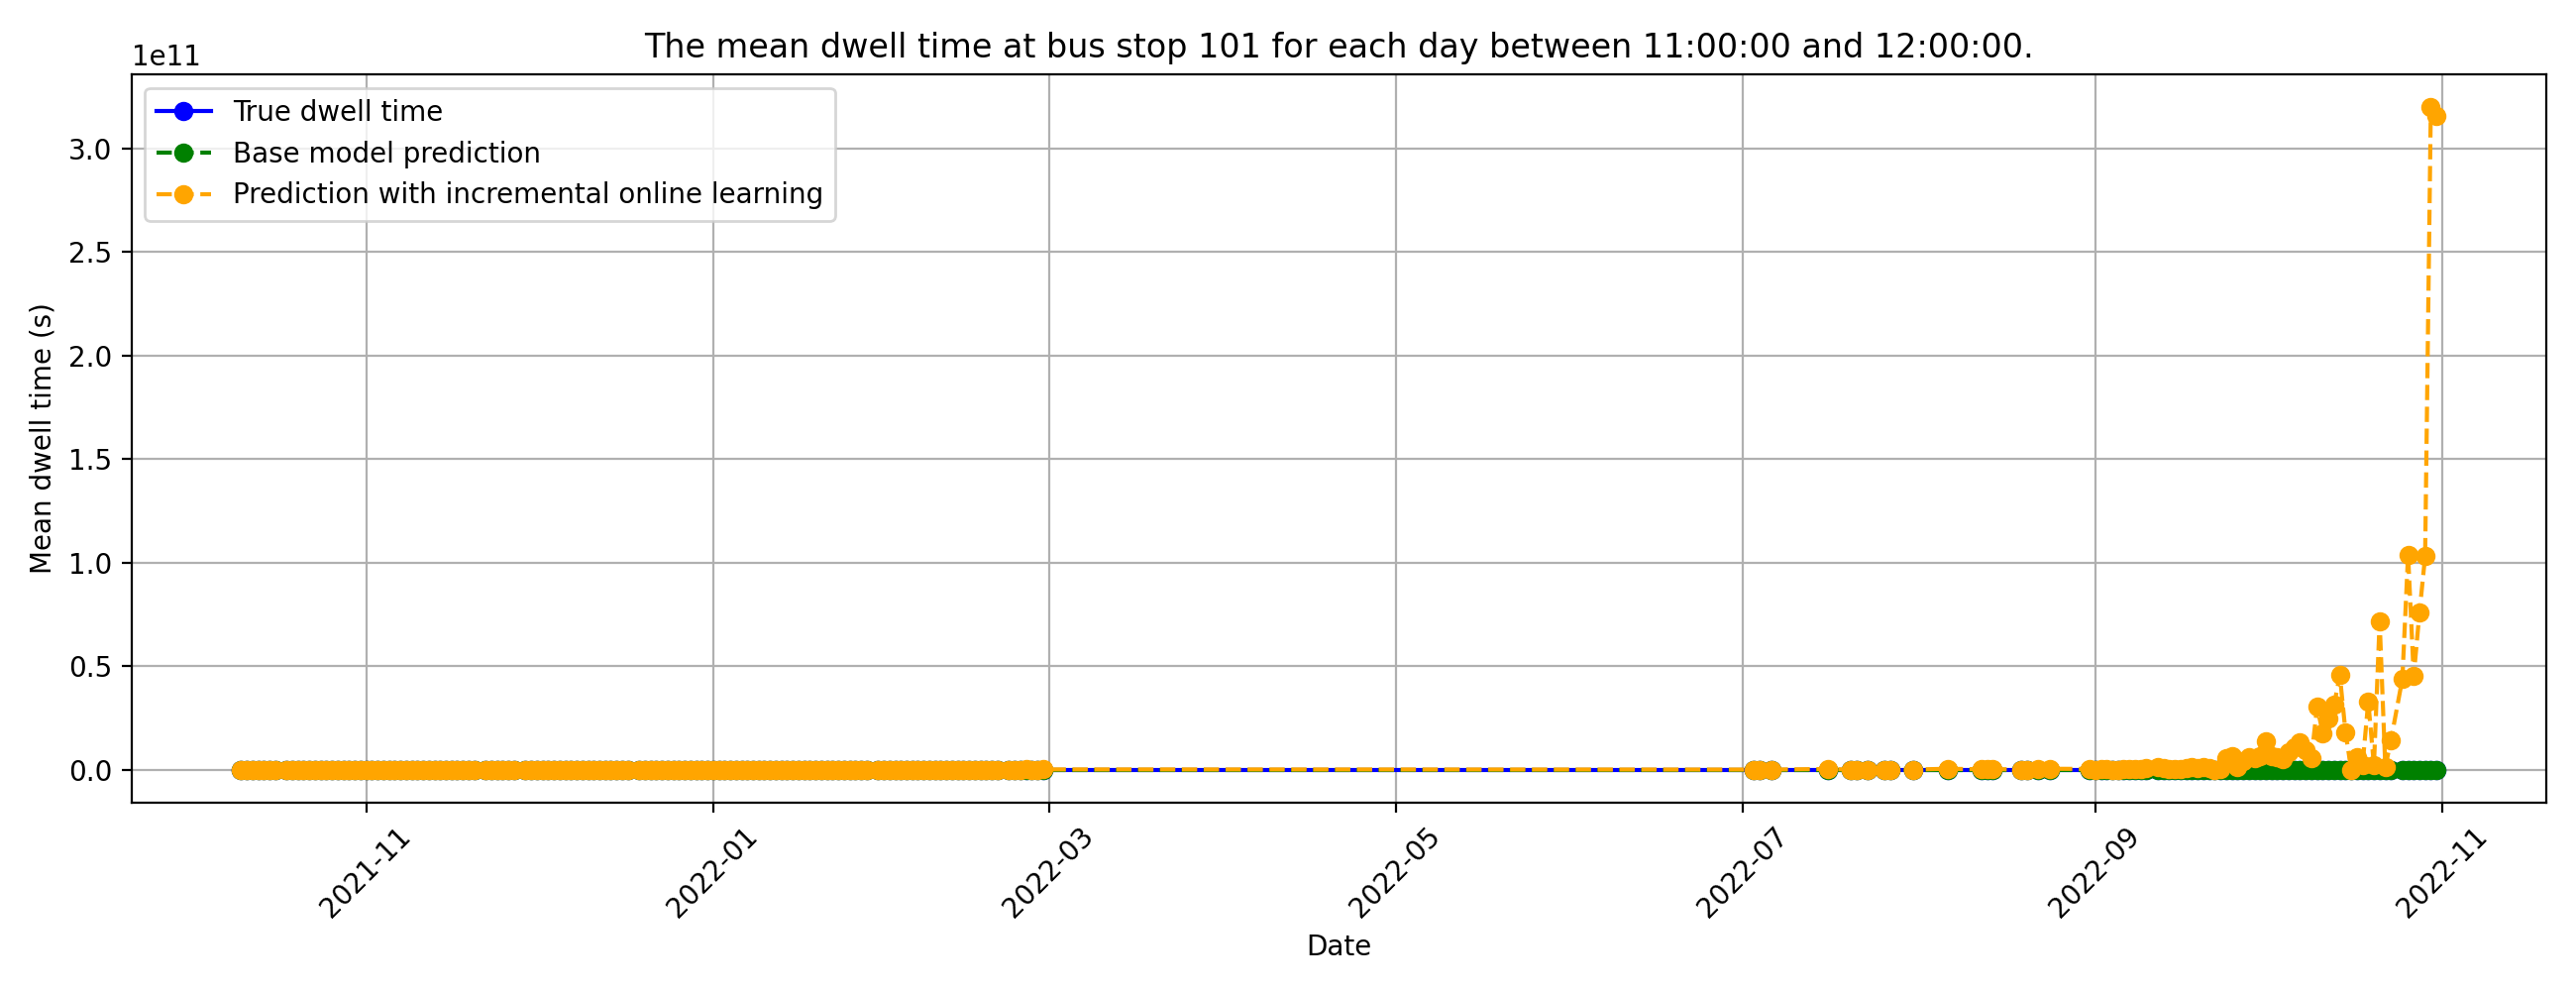 The mean dwell time at bus stop 101 for each day between 11:00:00 and 12:00:00.
1e11
True dwell time
Base model prediction
Prediction with incremental online learning
3.0
2.5
2.0
1.5
1.0
0.5
0.0
Mean dwell time (s)
2021-11
2022-01
2022-03
2022-05
2022-07
2022-09
2022-11
Date